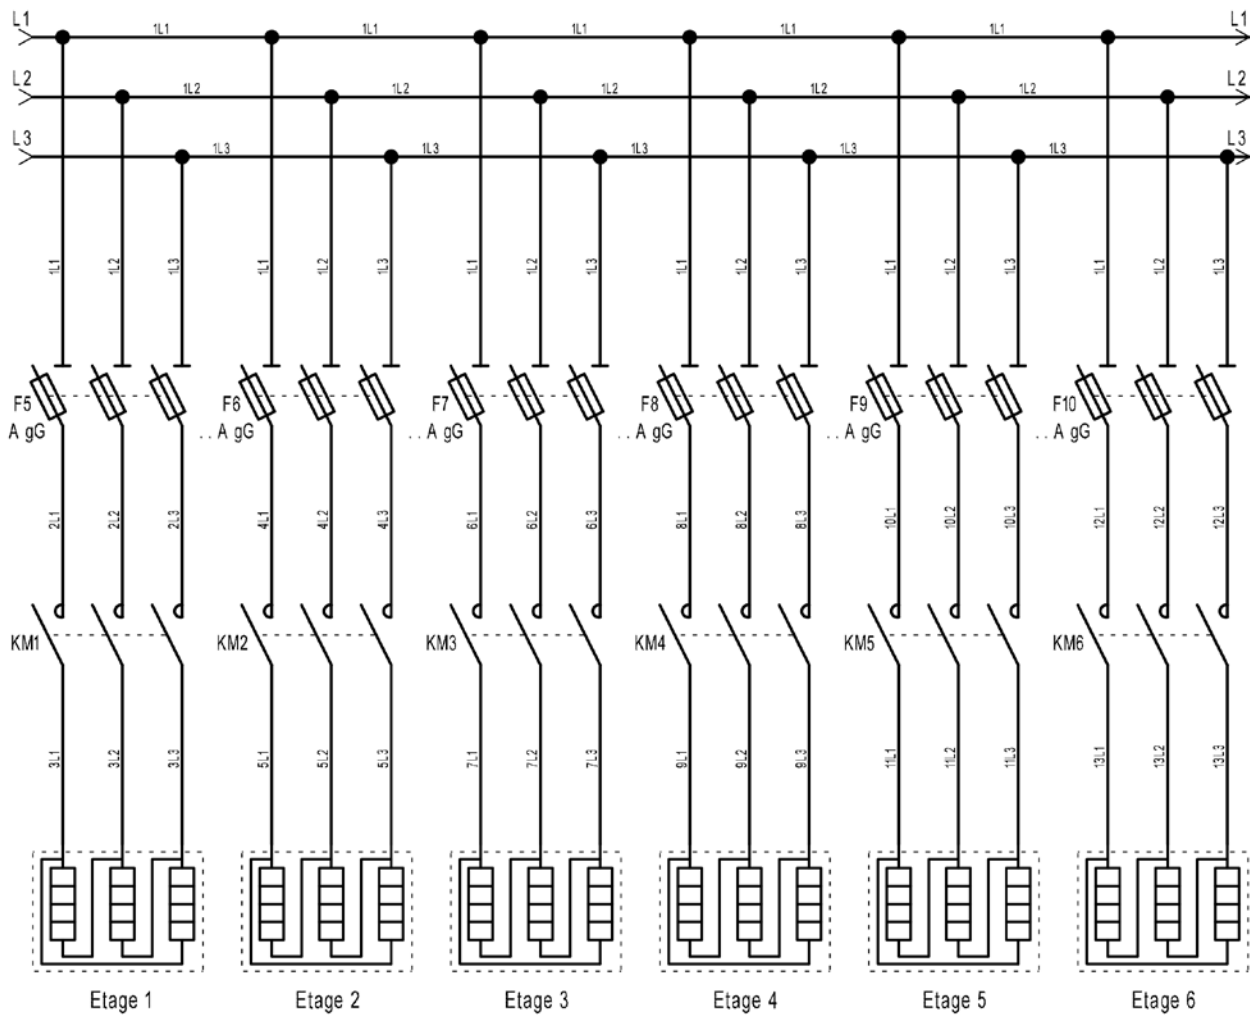 L1 1L1 1L1 1L1 1L1 1L1 L1
L2 1L2 1L2 1L2 1L2 1L2 L2
L3 1L3 1L3 1L3 1L3 1L3 L3
1L1 1L2 1L3 1L1 1L2 1L3 1L1 1L2 1L3 1L1 1L2 1L3 1L1 1L2 1L3 1L1 1L2 1L3
F5 F6 F7 F8 F9 F10
A gG .. A gG .. A gG .. A gG .. A gG .. A gG
2L1 2L2 2L3 4L1 4L2 4L3 6L1 6L2 6L3 8L1 8L2 8L3 10L1 10L2 10L3 12L1 12L2 12L3
KM1 KM2 KM3 KM4 KM5 KM6
3L1 3L2 3L3 5L1 5L2 5L3 7L1 7L2 7L3 9L1 9L2 9L3 11L1 11L2 11L3 13L1 13L2 13L3
Etage 1 Etage 2 Etage 3 Etage 4 Etage 5 Etage 6